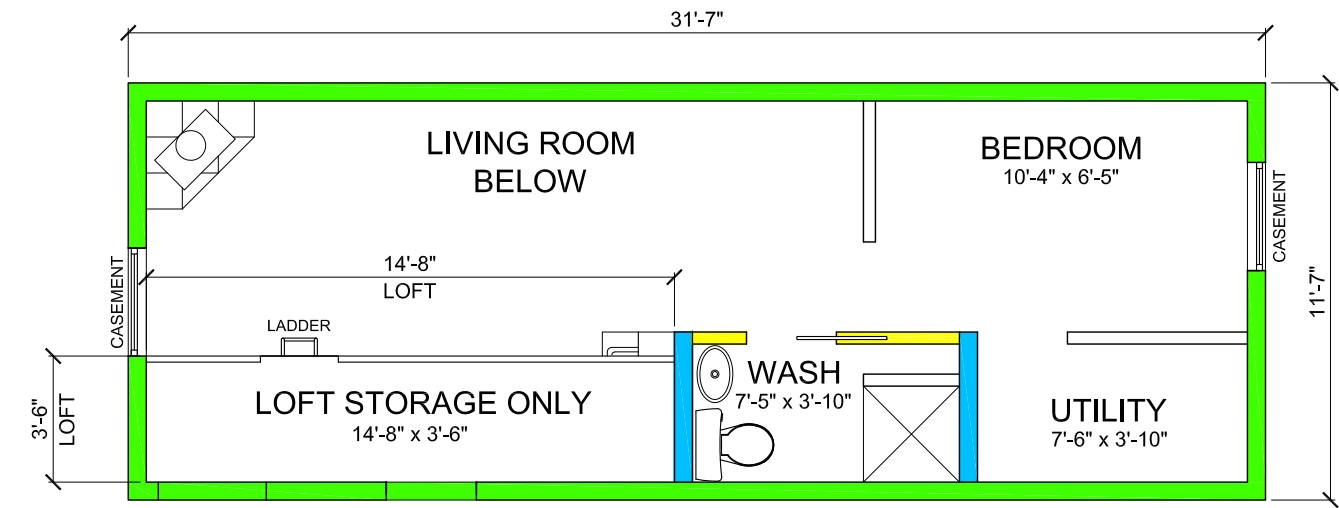 31'-7"
LIVING ROOM
BELOW
BEDROOM
10'-4" x 6'-5"
CASEMENT
CASEMENT
11'-7"
14'-8"
LOFT
LADDER
3'-6"
LOFT
LOFT STORAGE ONLY
14'-8" x 3'-6"
WASH
7'-5" x 3'-10"
UTILITY
7'-6" x 3'-10"